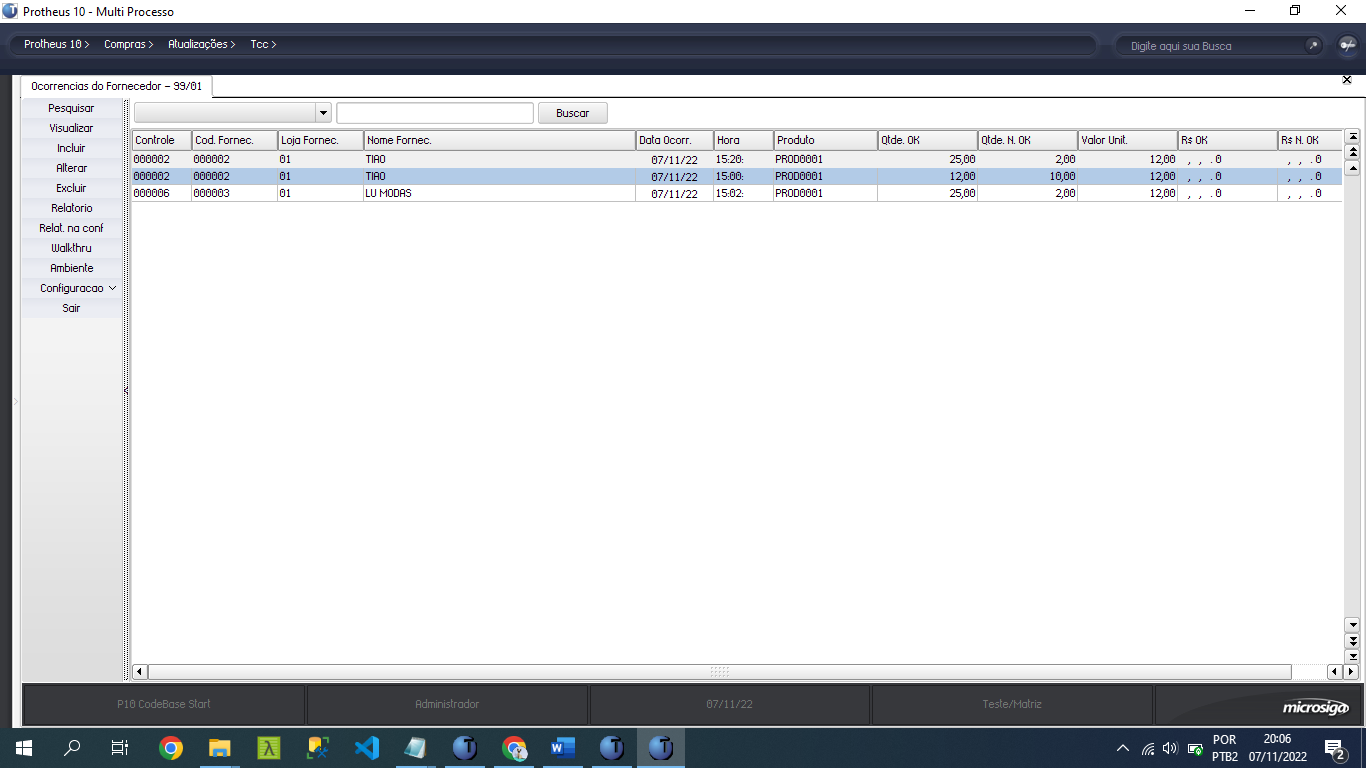 Protheus 10 - Multi Processo
Protheus 10 > Compras > Atualizações > Tcc >
Digite aqui sua Busca
Ocorrencias do Fornecedor - 99/01
Pesquisar
Visualizar
Incluir
Alterar
Excluir
Relatorio
Relat. na conf
Walkthru
Ambiente
Configuracao
Sair
Buscar
Controle Cod. Fornec. Loja Fornec. Nome Fornec. Data Ocorr. Hora Produto Qtde. OK Qtde. N. OK Valor Unit. R$ OK R$ N. OK
000002 000002 01 TIAO 07/11/22 15:20: PROD0001 25,00 2,00 12,00 , , .0 , , .0
000002 000002 01 TIAO 07/11/22 15:00: PROD0001 12,00 10,00 12,00 , , .0 , , .0
000006 000003 01 LU MODAS 07/11/22 15:02: PROD0001 25,00 2,00 12,00 , , .0 , , .0
P10 CodeBase Start Administrador 07/11/22 Teste/Matriz microsiga
POR
PTB2
20:06
07/11/2022
2